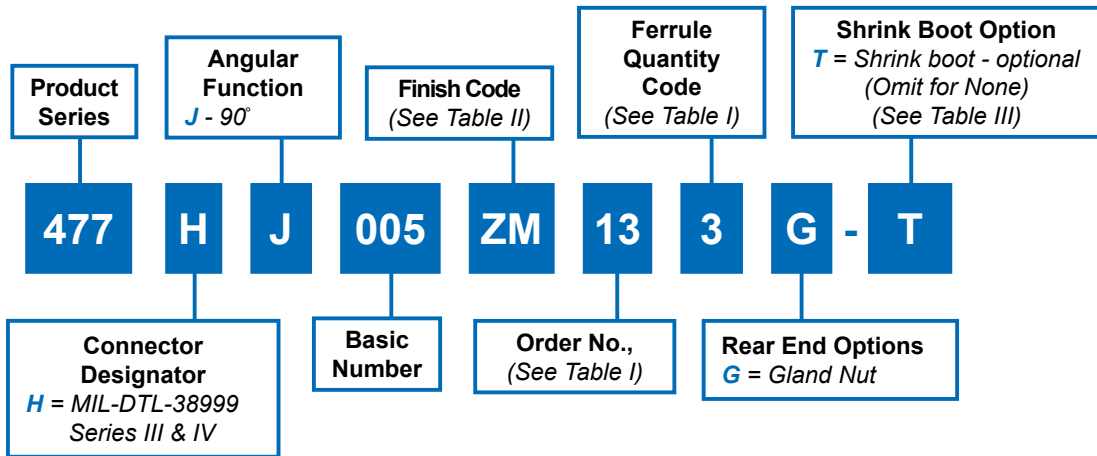 Product
Series
Angular
Function
J - 90°
Finish Code
(See Table II)
Ferrule
Quantity
Code
(See Table I)
Shrink Boot Option
T = Shrink boot - optional
(Omit for None)
(See Table III)
477 H J 005 ZM 13 3 G - T
Connector
Designator
H = MIL-DTL-38999
Series III & IV
Basic
Number
Order No.,
(See Table I)
Rear End Options
G = Gland Nut